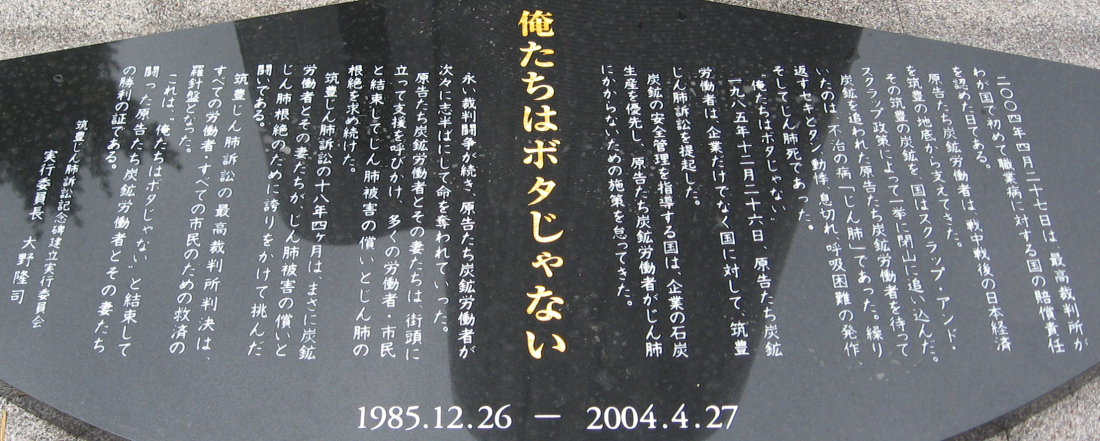 二〇〇四年四月二十七日は、最高裁判所が
わが国で初めて職業病に対する国の賠償責任
を認めた日である。
原告たち炭鉱労働者は、戦中戦後の日本経済
を筑豊の地底から支えてきた。
その筑豊の炭鉱を、国はスクラップ・アンド・
スクラップ政策によって一挙に閉山に追い込んだ。
炭鉱を追われた原告たち炭鉱労働者を待って
いたのは、不治の病「じん肺」であった。繰り
返すセキとタン、動悸、息切れ、呼吸困難の発作、
そしてじん肺死であった。
俺たちはボタじゃない
一九八五年十二月二十六日、原告たち炭鉱
労働者は、企業だけでなく国に対して、筑豊
じん肺訴訟を提起した。
炭鉱の安全管理を指導する国は、企業の石炭
生産を優先し、原告たち炭鉱労働者がじん肺
にかからないための施策を怠ってきた。
俺たちはボタじゃない
永い裁判闘争が続き、原告たち炭鉱労働者が
次々に志半ばにして命を奪われていった。
原告たち炭鉱労働者とその妻たちは、街頭に
立って支援を呼びかけ、多くの労働者・市民
と結束してじん肺被害の償いとじん肺の
根絶を求め続けた。
筑豊じん肺訴訟の十八年四ヶ月は、まさに炭鉱
労働者とその妻たちが、じん肺被害の償いと
じん肺根絶のために誇りをかけて挑んだ
闘いである。
筑豊じん肺訴訟の最高裁判所判決は、
すべての労働者・すべての市民のための救済の
羅針盤となった。
これは、"俺たちはボタじゃない"と結束して
闘った原告たち炭鉱労働者とその妻たち
の勝利の証である。
筑豊じん肺訴訟記念碑建立実行委員会
実行委員長 大野隆司
1985.12.26 － 2004.4.27